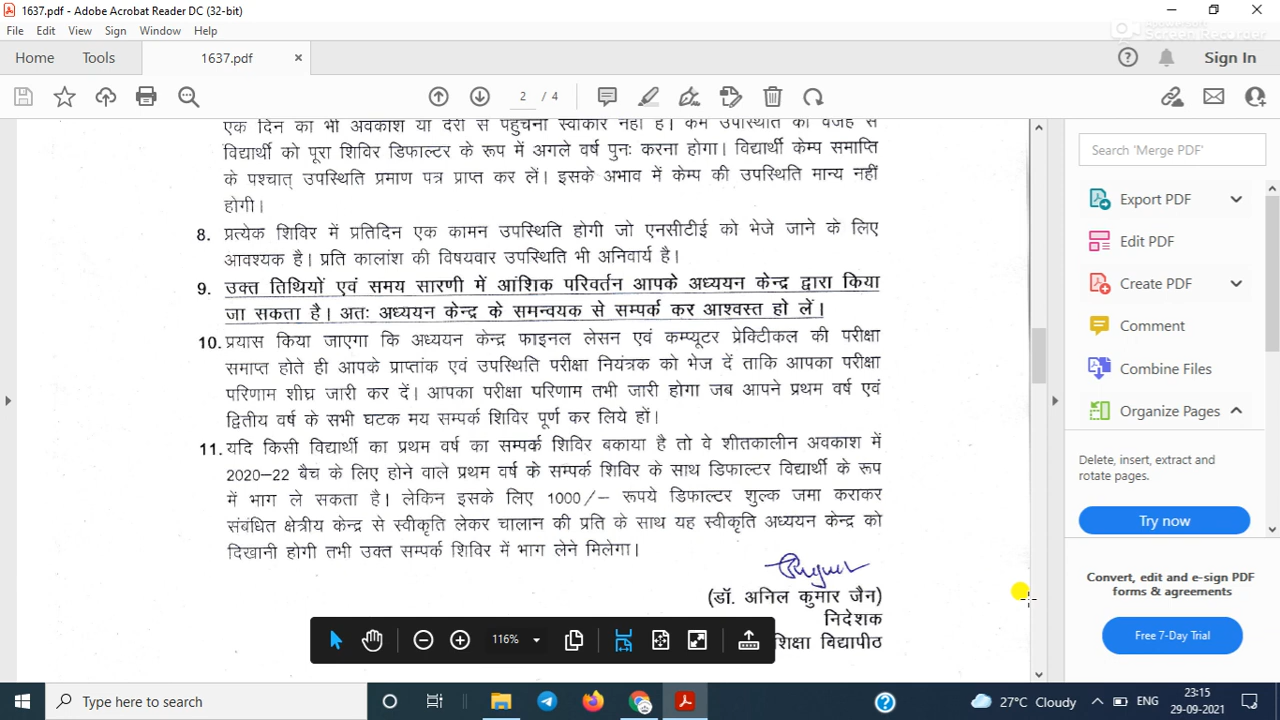 1637.pdf - Adobe Acrobat Reader DC (32-bit)
File Edit View Sign Window Help
Screen Recorder
Home Tools 1637.pdf × ? Sign In
2 / 4
Search 'Merge PDF'
एक दिन का भी अवकाश या देरी से पहुंचना स्वीकार नहीं है। कम उपस्थिति की वजह से
विद्यार्थी को पूरा शिविर डिफाल्टर के रूप में अगले वर्ष पुनः करना होगा। विद्यार्थी केम्प समाप्ति
के पश्चात् उपस्थिति प्रमाण पत्र प्राप्त कर लें। इसके अभाव में केम्प की उपस्थिति मान्य नहीं
होगी।
8. प्रत्येक शिविर में प्रतिदिन एक कामन उपस्थिति होगी जो एनसीटीई को भेजे जाने के लिए
आवश्यक है। प्रति कालांश की विषयवार उपस्थिति भी अनिवार्य है।
9. उक्त तिथियों एवं समय सारणी में आंशिक परिवर्तन आपके अध्ययन केन्द्र द्वारा किया
जा सकता है। अतः अध्ययन केन्द्र के समन्वयक से सम्पर्क कर आश्वस्त हो लें।
10. प्रयास किया जाएगा कि अध्ययन केन्द्र फाइनल लेसन एवं कम्प्यूटर प्रेक्टिकल की परीक्षा
समाप्त होते ही आपके प्राप्तांक एवं उपस्थिति परीक्षा नियंत्रक को भेज दें ताकि आपका परीक्षा
परिणाम शीघ्र जारी कर दें। आपका परीक्षा परिणाम तभी जारी होगा जब आपने प्रथम वर्ष एवं
द्वितीय वर्ष के सभी घटक मय सम्पर्क शिविर पूर्ण कर लिये हों।
11. यदि किसी विद्यार्थी का प्रथम वर्ष का सम्पर्क शिविर बकाया है तो वे शीतकालीन अवकाश में
2020–22 बैच के लिए होने वाले प्रथम वर्ष के सम्पर्क शिविर के साथ डिफाल्टर विद्यार्थी के रूप
में भाग ले सकता है। लेकिन इसके लिए 1000/– रूपये डिफाल्टर शुल्क जमा कराकर
संबंधित क्षेत्रीय केन्द्र से स्वीकृति लेकर चालान की प्रति के साथ यह स्वीकृति अध्ययन केन्द्र को
दिखानी होगी तभी उक्त सम्पर्क शिविर में भाग लेने मिलेगा।
(डॉ. अनिल कुमार जैन)
निदेशक
शिक्षा विद्यापीठ
116%
Export PDF
Edit PDF
Create PDF
Comment
Combine Files
Organize Pages
Delete, insert, extract and
rotate pages.
Try now
Convert, edit and e-sign PDF
forms & agreements
Free 7-Day Trial
Type here to search
27°C Cloudy ENG
23:15
29-09-2021